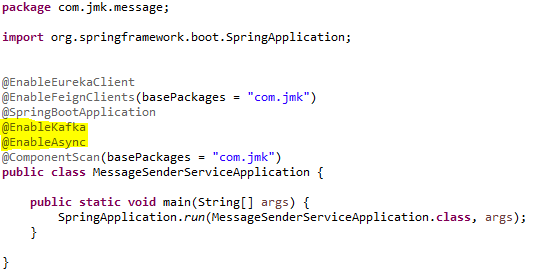 package com.jmk.message;
import org.springframework.boot.SpringApplication;
@EnableEurekaClient
@EnableFeignClients(basePackages = "com.jmk")
@SpringBootApplication
@EnableKafka
@EnableAsync
@ComponentScan(basePackages = "com.jmk")
public class MessageSenderServiceApplication {
public static void main(String[] args) {
SpringApplication.run(MessageSenderServiceApplication.class, args);
}
}